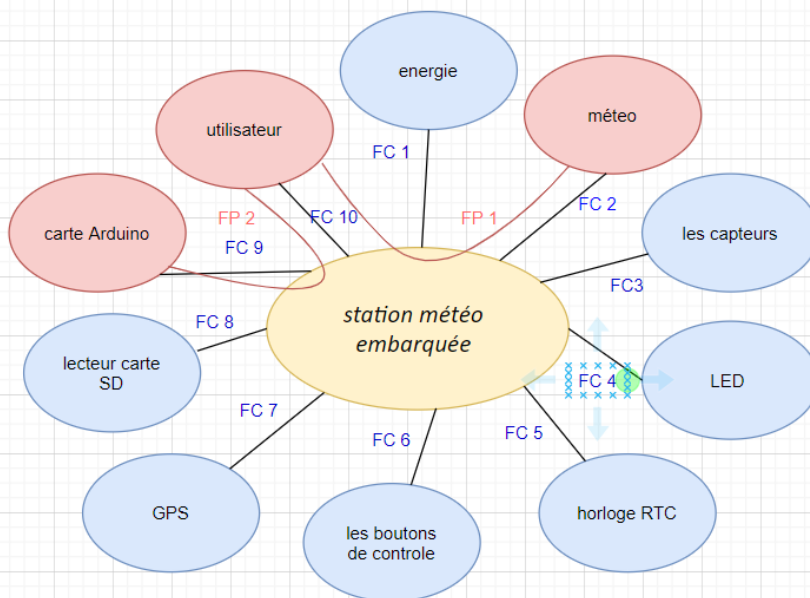 energie
météo
utilisateur
FC 1
FC 2
FP 2
FC 10
FP 1
carte Arduino
FC 9
les capteurs
FC3
station météo
embarquée
FC 8
lecteur carte
SD
FC 4
LED
FC 7
FC 6
FC 5
GPS
les boutons
de controle
horloge RTC